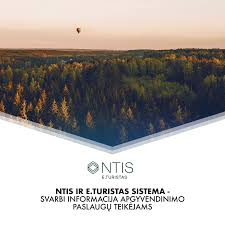 NTIS
E.TURISTAS
NTIS IR E.TURISTAS SISTEMA -
SVARBI INFORMACIJA APGYVENDINIMO
PASLAUGŲ TEIKĖJAMS